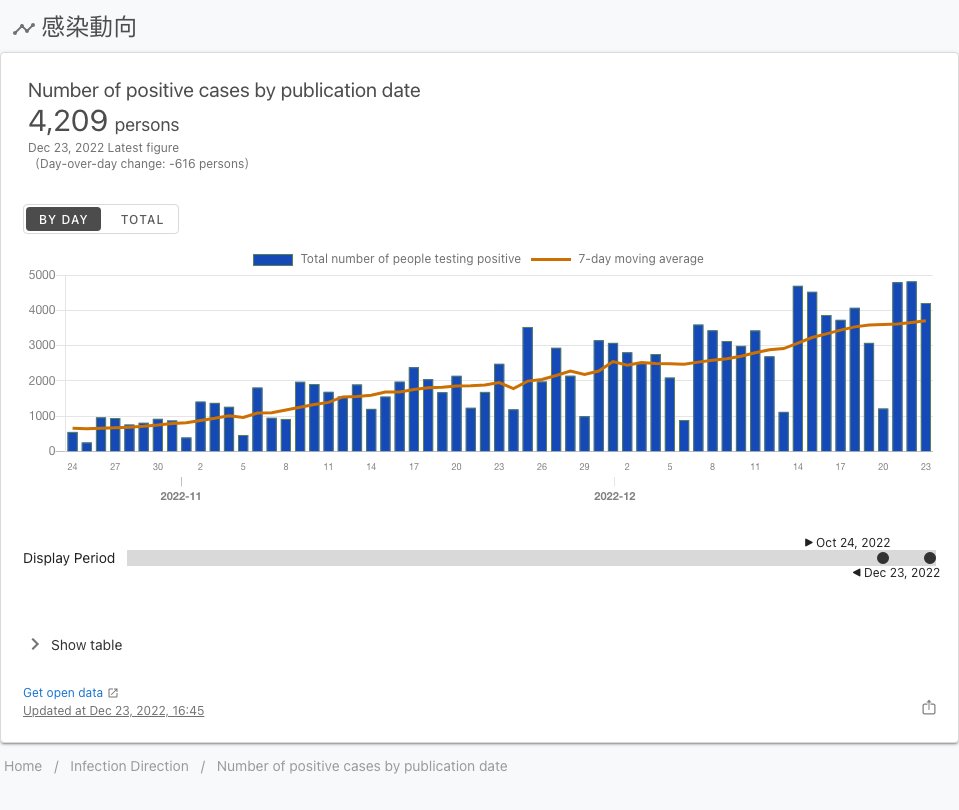 感染動向
Number of positive cases by publication date
4,209 persons
Dec 23, 2022 Latest figure
(Day-over-day change: -616 persons)
BY DAY TOTAL
Total number of people testing positive 7-day moving average
5000
4000
3000
2000
1000
0
24 27 30 2 5 8 11 14 17 20 23 26 29 2 5 8 11 14 17 20 23
2022-11 2022-12
Oct 24, 2022
Display Period
Dec 23, 2022
Show table
Get open data
Updated at Dec 23, 2022, 16:45
Home / Infection Direction / Number of positive cases by publication date